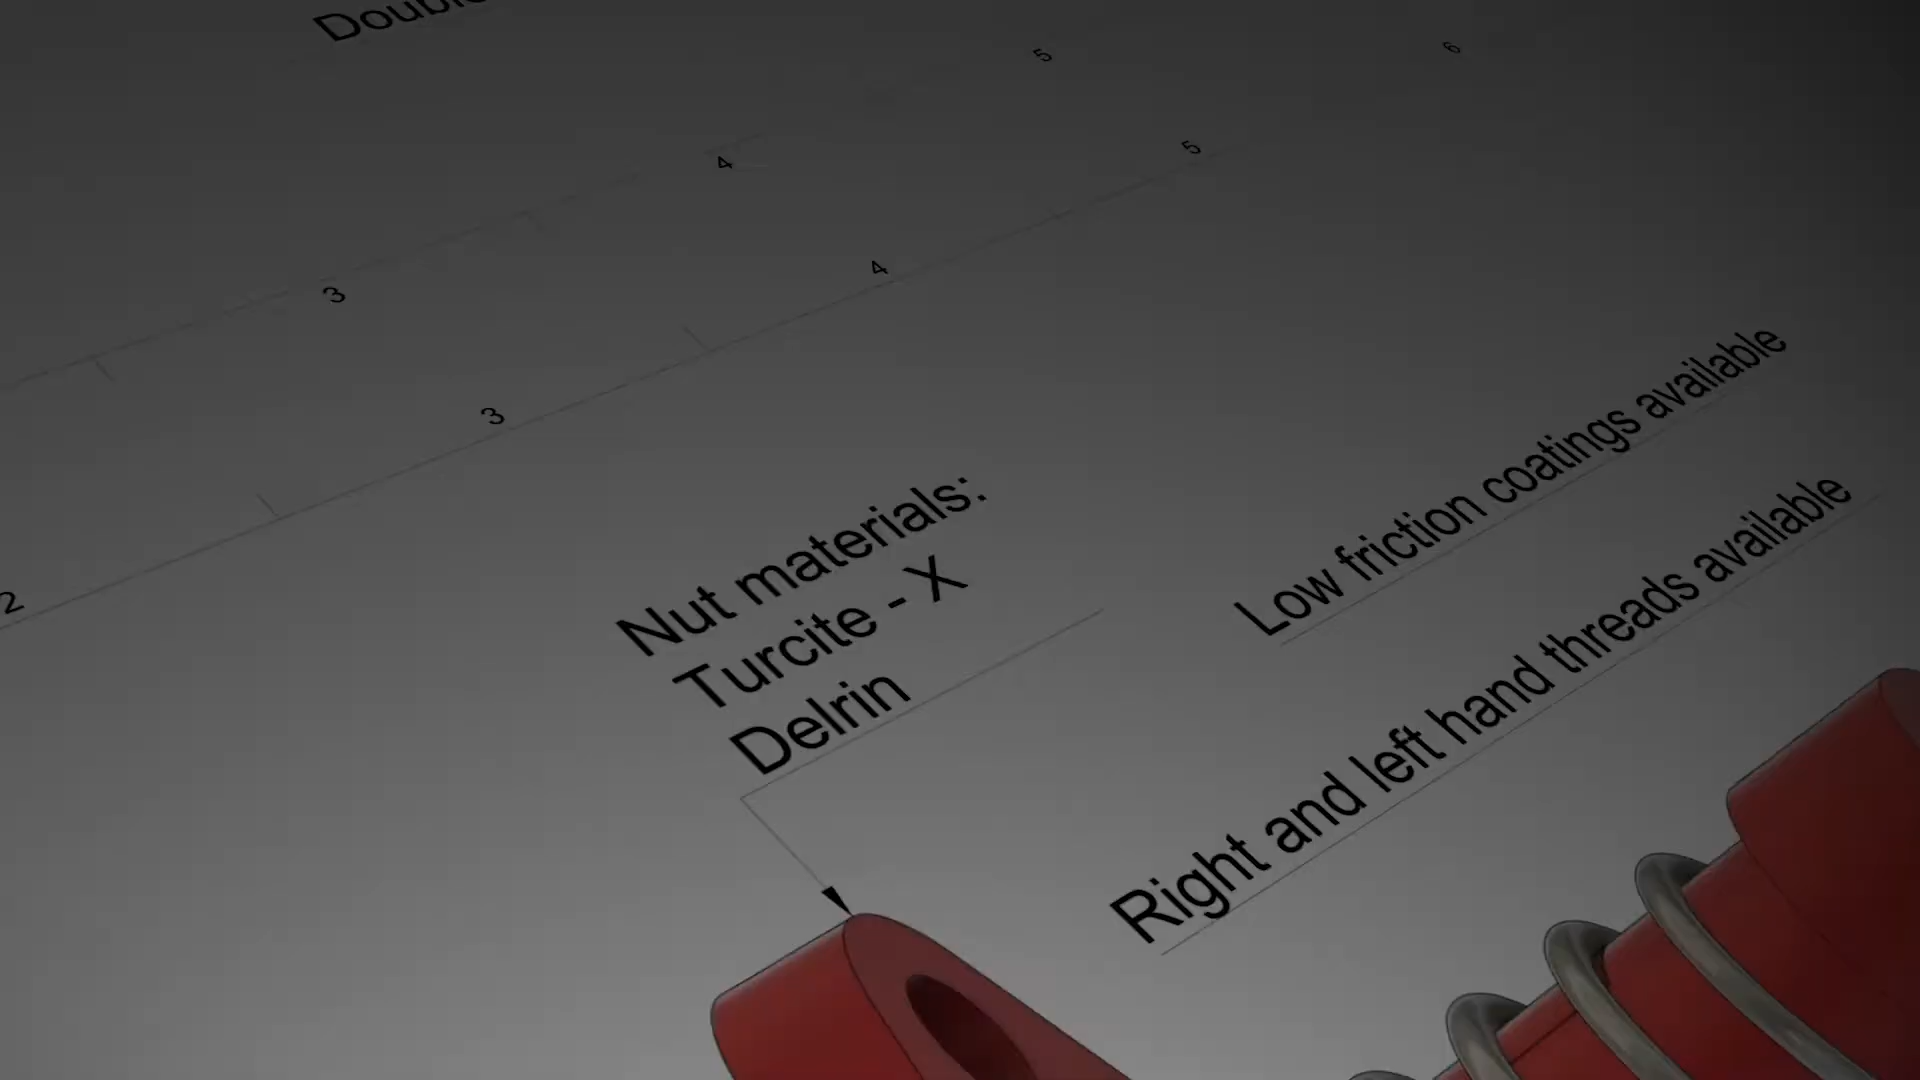 5
6
4
5
3
4
3
2
Nut materials:
Turcite - X
Delrin
Low friction coatings available
Right and left hand threads available